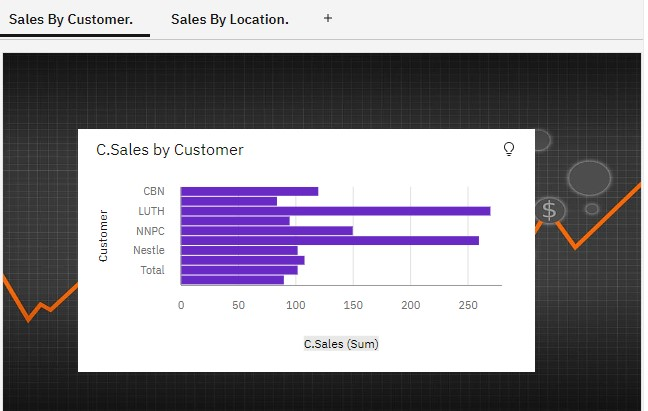 Sales By Customer. Sales By Location. +
C.Sales by Customer
Customer
CBN
LUTH
NNPC
Nestle
Total
0 50 100 150 200 250
C.Sales (Sum)
$